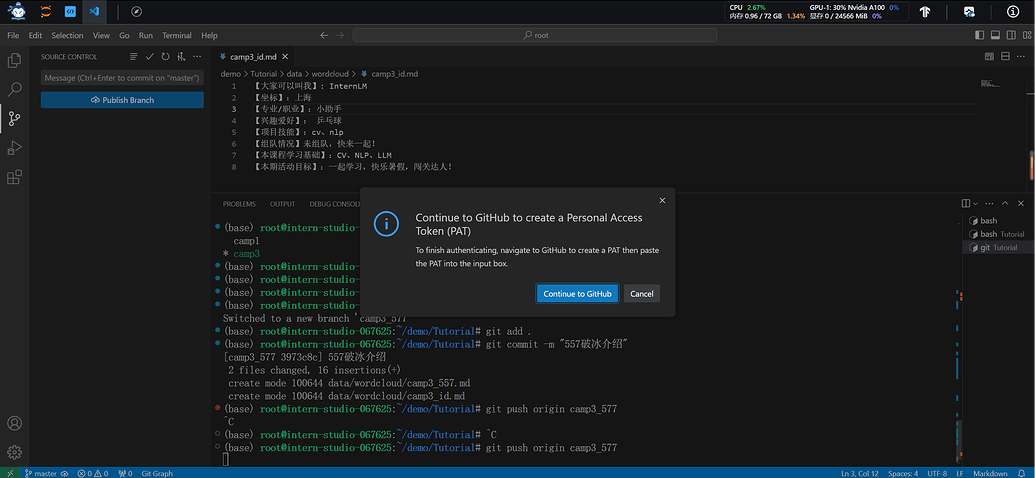 CPU 2.67% GPU-1: 30% Nvidia A100 0%
内存 0.96 / 72 GB 1.34% 显存 0 / 24566 MiB 0%
File Edit Selection View Go Run Terminal Help
root
SOURCE CONTROL
Message (Ctrl+Enter to commit on "master")
Publish Branch
camp3_id.md
demo > Tutorial > data > wordcloud > camp3_id.md
1 【大家可以叫我】: InternLM
2 【坐标】：上海
3 【专业/职业】：小助手
4 【兴趣爱好】： 乒乓球
5 【项目技能】：cv、nlp
6 【组队情况】未组队，快来一起！
7 【本课程学习基础】：CV、NLP、LLM
8 【本期活动目标】：一起学习，快乐暑假，闯关达人！
PROBLEMS OUTPUT DEBUG CONSOL
Continue to GitHub to create a Personal Access
Token (PAT)
To finish authenticating, navigate to GitHub to create a PAT then paste
the PAT into the input box.
Continue to GitHub Cancel
bash
bash Tutorial
git Tutorial
(base) root@intern-studio-
camp1
* camp3
(base) root@intern-studio-
(base) root@intern-studio-
(base) root@intern-studio-
(base) root@intern-studio-
Switched to a new branch 'camp3_577'
(base) root@intern-studio-067625:~/demo/Tutorial# git add .
(base) root@intern-studio-067625:~/demo/Tutorial# git commit -m "557破冰介绍"
[camp3_577 3973c8c] 557破冰介绍
2 files changed, 16 insertions(+)
create mode 100644 data/wordcloud/camp3_557.md
create mode 100644 data/wordcloud/camp3_id.md
(base) root@intern-studio-067625:~/demo/Tutorial# git push origin camp3_577
^C
(base) root@intern-studio-067625:~/demo/Tutorial# ^C
(base) root@intern-studio-067625:~/demo/Tutorial# git push origin camp3_577
master 0 0 0 Git Graph
Ln 3, Col 12 Spaces: 4 UTF-8 LF Markdown